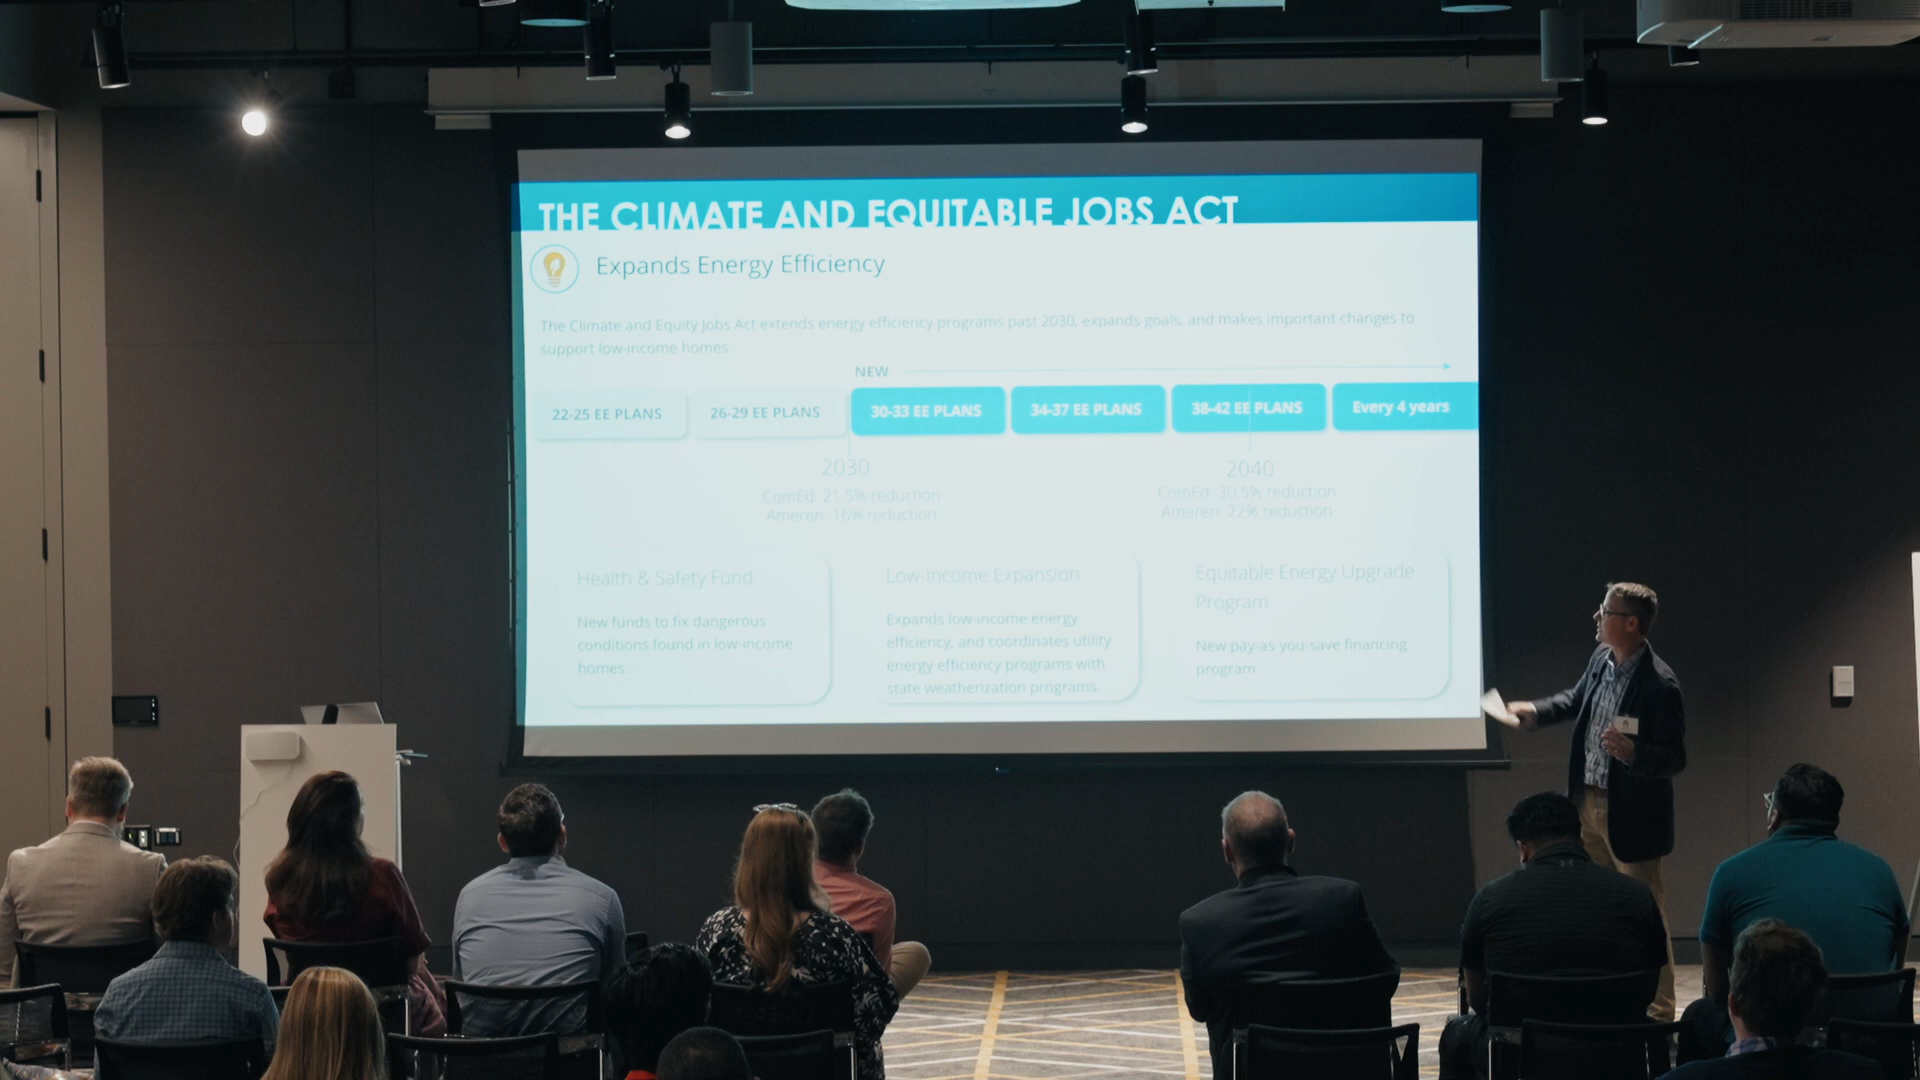 THE CLIMATE AND EQUITABLE JOBS ACT
Expands Energy Efficiency
The Climate and Equity Jobs Act extends energy efficiency programs past 2030, expands goals, and makes important changes to
support low-income homes.
NEW
22-25 EE PLANS
26-29 EE PLANS
30-33 EE PLANS
34-37 EE PLANS
38-42 EE PLANS
Every 4 years
2030
ComEd: 21.5% reduction
Ameren: 16% reduction
2040
ComEd: 30.5% reduction
Ameren: 22% reduction
Health & Safety Fund
New funds to fix dangerous
conditions found in low-income
homes.
Low-Income Expansion
Expands low-income energy
efficiency, and coordinates utility
energy efficiency programs with
state weatherization programs.
Equitable Energy Upgrade
Program
New pay-as-you-save financing
program